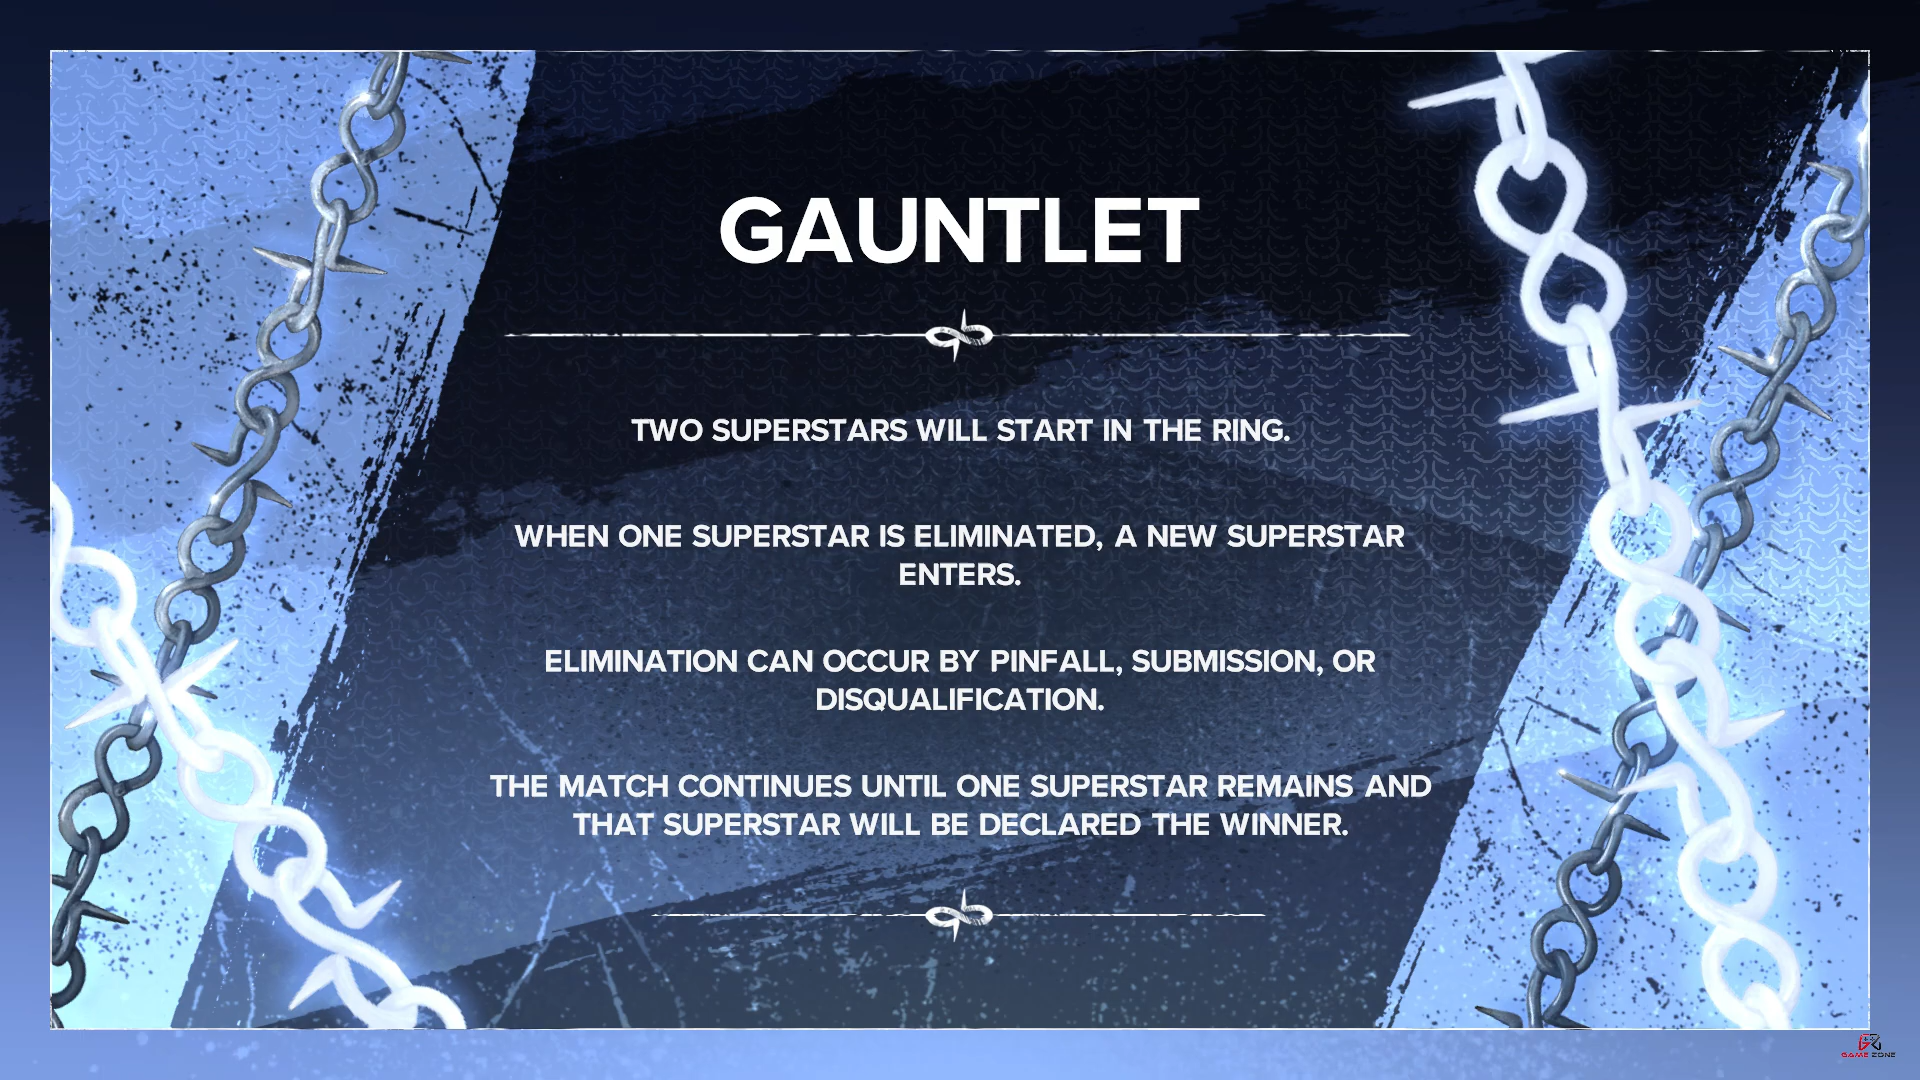 GAUNTLET
TWO SUPERSTARS WILL START IN THE RING.
WHEN ONE SUPERSTAR IS ELIMINATED, A NEW SUPERSTAR
ENTERS.
ELIMINATION CAN OCCUR BY PINFALL, SUBMISSION, OR
DISQUALIFICATION.
THE MATCH CONTINUES UNTIL ONE SUPERSTAR REMAINS AND
THAT SUPERSTAR WILL BE DECLARED THE WINNER.
GAME ZONE